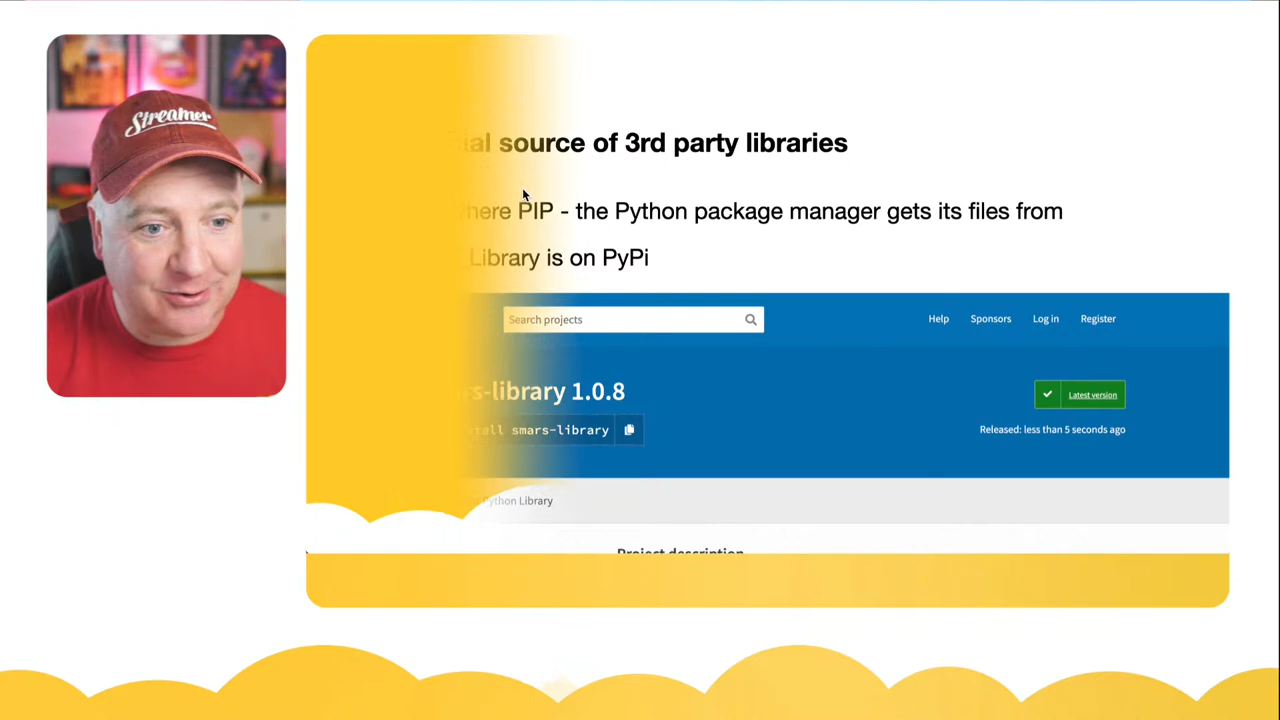 Streamer
source of 3rd party libraries
PIP - the Python package manager gets its files from
Library is on PyPi
Search projects
Help Sponsors Log in Register
-library 1.0.8
Latest version
smars-library
Released: less than 5 seconds ago
Python Library
Project description